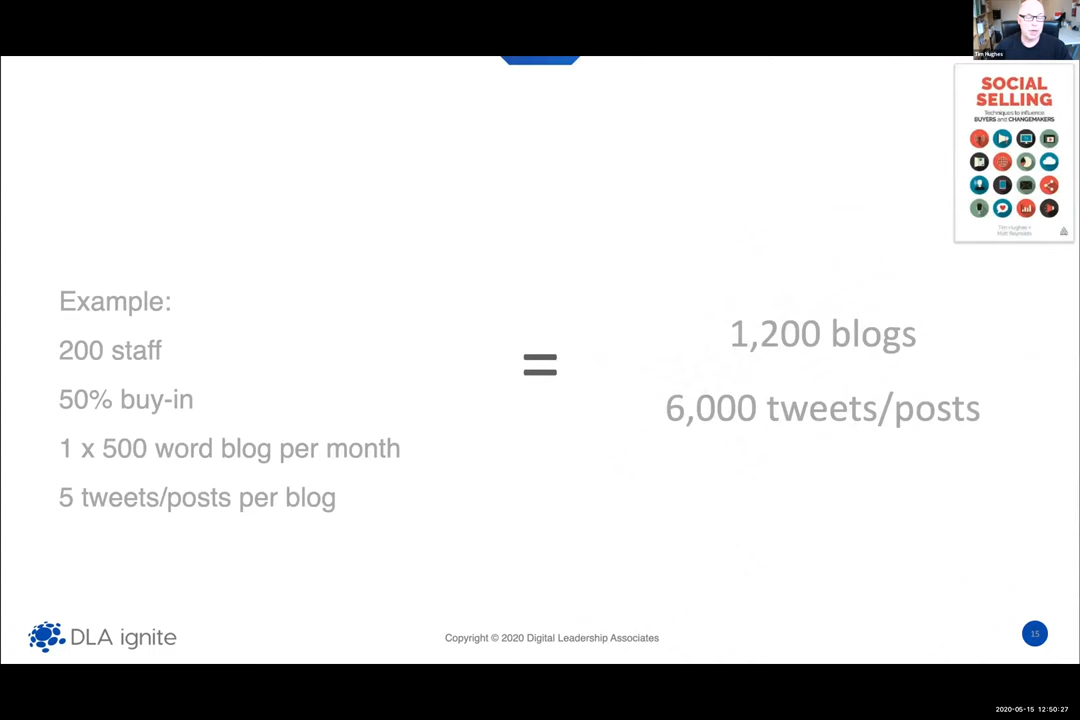 Tim Hughes
SOCIAL
SELLING
Techniques to influence
BUYERS and CHANGEMAKERS
Tim Hughes +
Matt Reynolds
Example:
200 staff
50% buy-in
1 x 500 word blog per month
5 tweets/posts per blog
=
1,200 blogs
6,000 tweets/posts
DLA ignite
Copyright © 2020 Digital Leadership Associates
15
2020-05-15 12:50:27